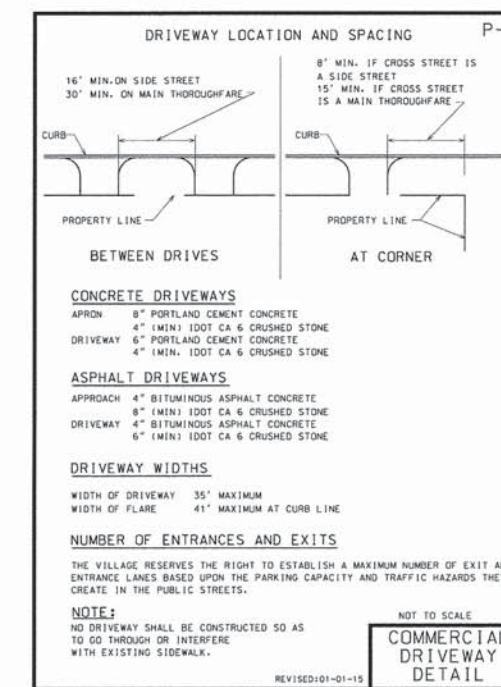 DRIVEWAY LOCATION AND SPACING
P-
16' MIN.ON SIDE STREET
30' MIN. ON MAIN THOROUGHFARE
8' MIN. IF CROSS STREET IS
A SIDE STREET
15' MIN. IF CROSS STREET
IS A MAIN THOROUGHFARE
CURB
CURB
PROPERTY LINE
PROPERTY LINE
BETWEEN DRIVES
AT CORNER
CONCRETE DRIVEWAYS
APRON 8" PORTLAND CEMENT CONCRETE
4" (MIN) IDOT CA 6 CRUSHED STONE
DRIVEWAY 6" PORTLAND CEMENT CONCRETE
4" (MIN. IDOT CA 6 CRUSHED STONE
ASPHALT DRIVEWAYS
APPROACH 4" BITUMINOUS ASPHALT CONCRETE
8" (MIN) IDOT CA 6 CRUSHED STONE
DRIVEWAY 4" BITUMINOUS ASPHALT CONCRETE
6" (MIN) IDOT CA 6 CRUSHED STONE
DRIVEWAY WIDTHS
WIDTH OF DRIVEWAY 35' MAXIMUM
WIDTH OF FLARE 41' MAXIMUM AT CURB LINE
NUMBER OF ENTRANCES AND EXITS
THE VILLAGE RESERVES THE RIGHT TO ESTABLISH A MAXIMUM NUMBER OF EXIT
ENTRANCE LANES BASED UPON THE PARKING CAPACITY AND TRAFFIC HAZARDS THE
CREATE IN THE PUBLIC STREETS.
NOTE:
NO DRIVEWAY SHALL BE CONSTRUCTED SO AS
TO GO THROUGH OR INTERFERE
WITH EXISTING SIDEWALK.
REVISED:01-01-15
NOT TO SCALE
COMMERCIAL
DRIVEWAY
DETAIL